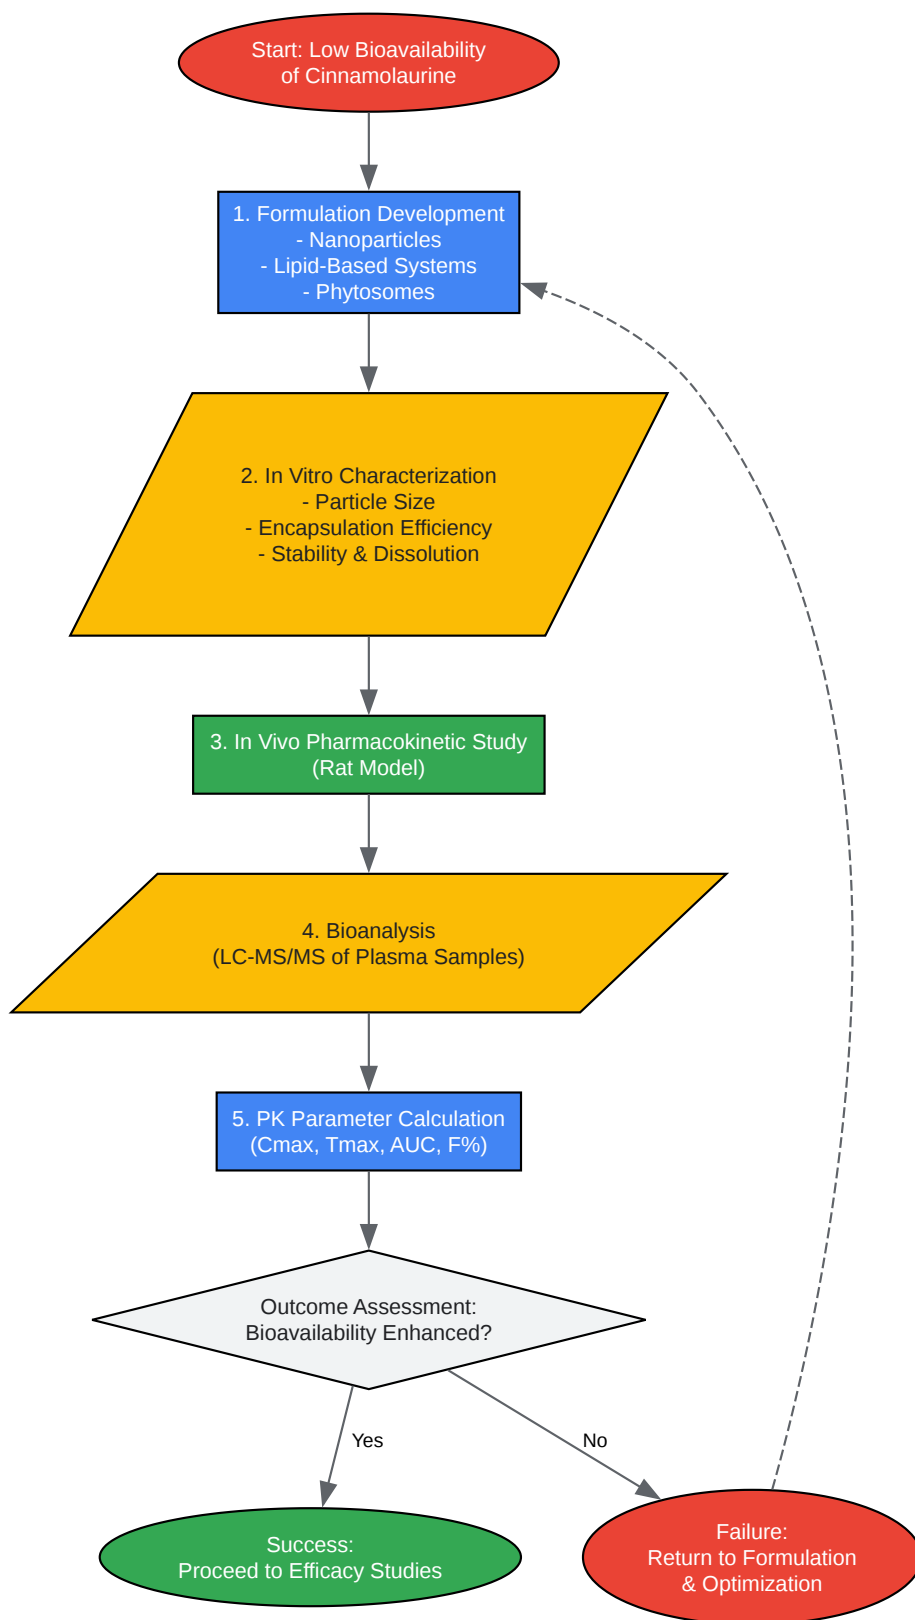 Start: Low Bioavailability
of Cinnamolaurine
1. Formulation Development
- Nanoparticles
- Lipid-Based Systems
- Phytosomes
2. In Vitro Characterization
- Particle Size
- Encapsulation Efficiency
- Stability & Dissolution
3. In Vivo Pharmacokinetic Study
(Rat Model)
4. Bioanalysis
(LC-MS/MS of Plasma Samples)
5. PK Parameter Calculation
(Cmax, Tmax, AUC, F%)
Outcome Assessment:
Bioavailability Enhanced?
Yes
No
Success:
Proceed to Efficacy Studies
Failure:
Return to Formulation
& Optimization